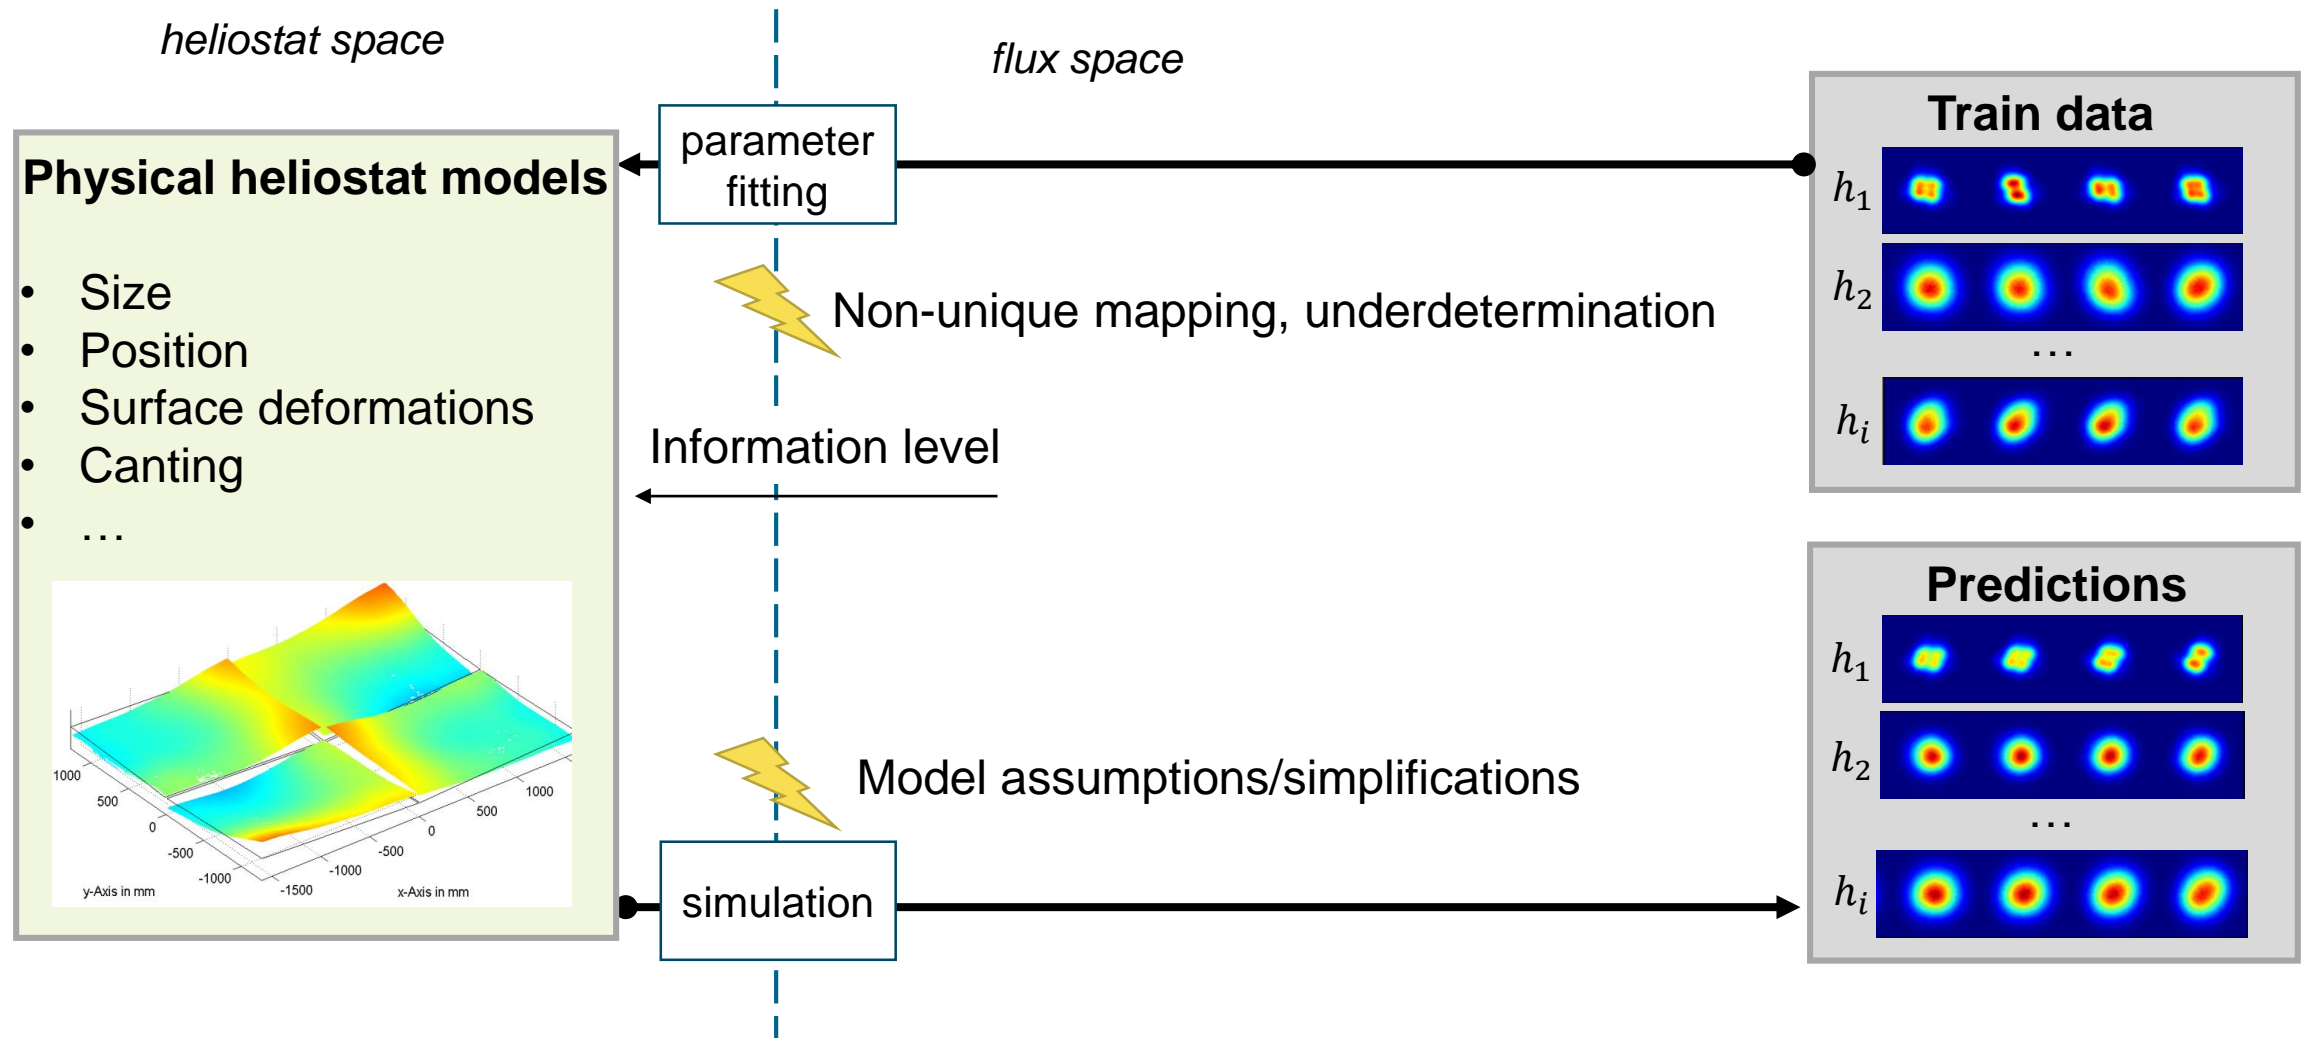 heliostat space
flux space
Physical heliostat models
• Size
• Position
• Surface deformations
• Canting
• …
1000
500
0
-500
-1000
y-Axis in mm
-1500
-1000
-500
0
500
1000
x-Axis in mm
parameter
fitting
Non-unique mapping, underdetermination
Information level
Model assumptions/simplifications
simulation
Train data
h₁
h₂
…
hᵢ
Predictions
h₁
h₂
…
hᵢ